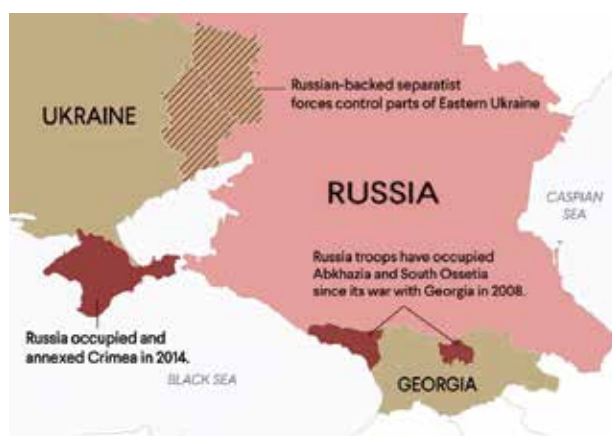 Russian-backed separatist
forces control parts of Eastern Ukraine
UKRAINE
RUSSIA
CASPIAN
SEA
Russia troops have occupied
Abkhazia and South Ossetia
since its war with Georgia in 2008.
Russia occupied and
annexed Crimea in 2014.
BLACK SEA
GEORGIA